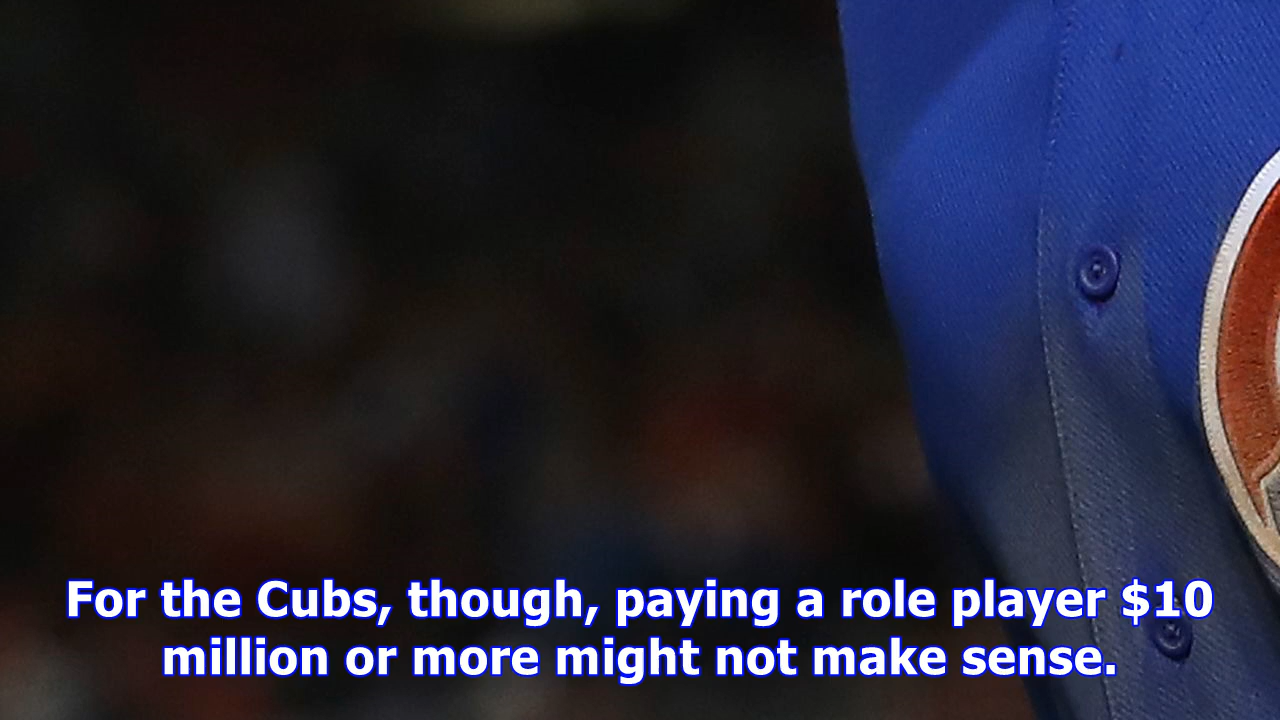 For the Cubs, though, paying a role player $10
million or more might not make sense.